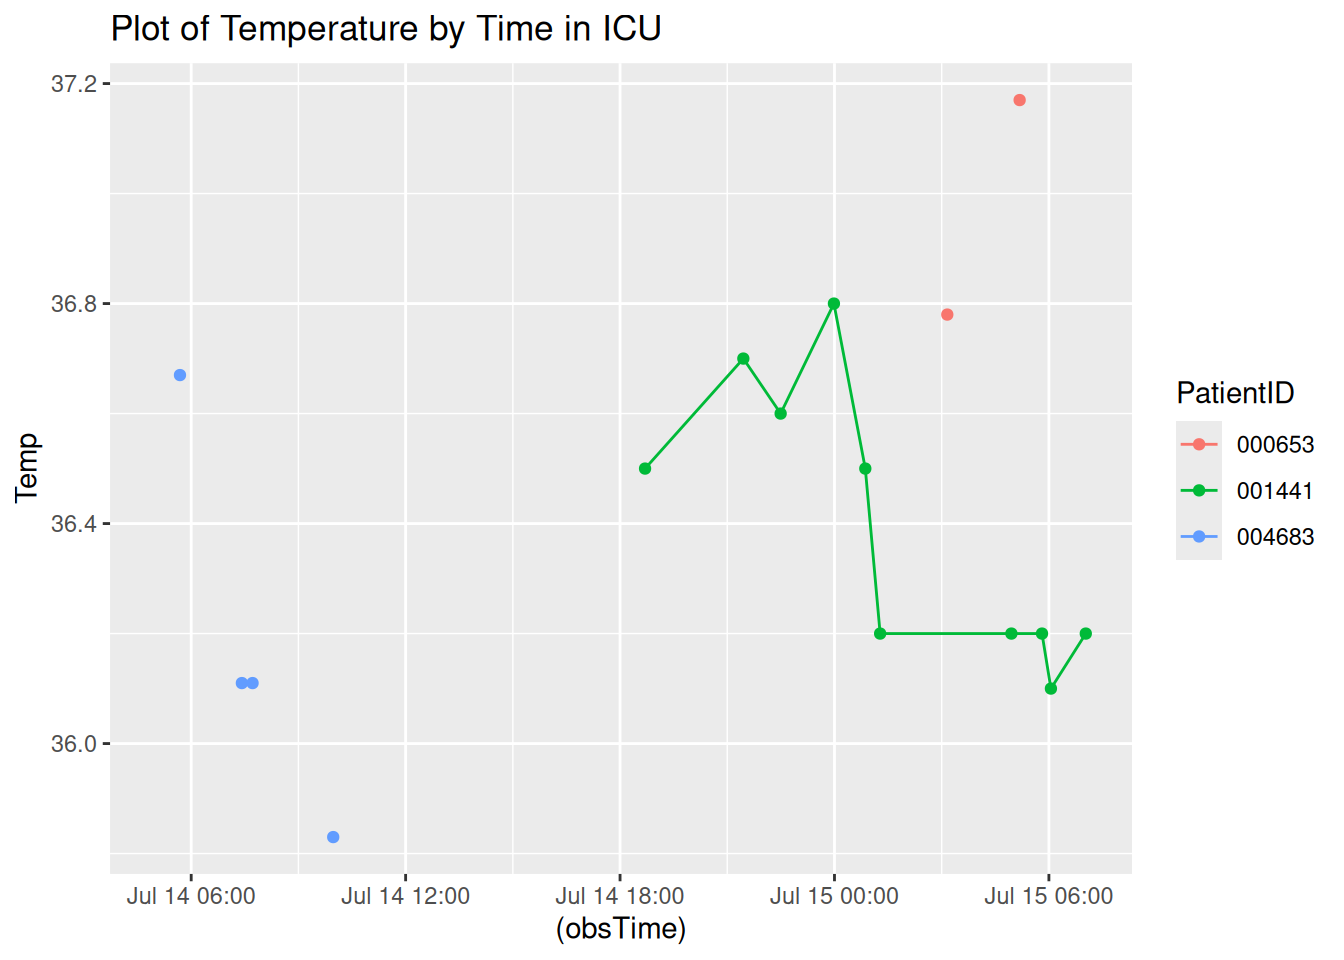 Plot of Temperature by Time in ICU
37.2
36.8
36.4
36.0
Temp
Jul 14 06:00 Jul 14 12:00 Jul 14 18:00 Jul 15 00:00 Jul 15 06:00
(obsTime)
PatientID
000653
001441
004683